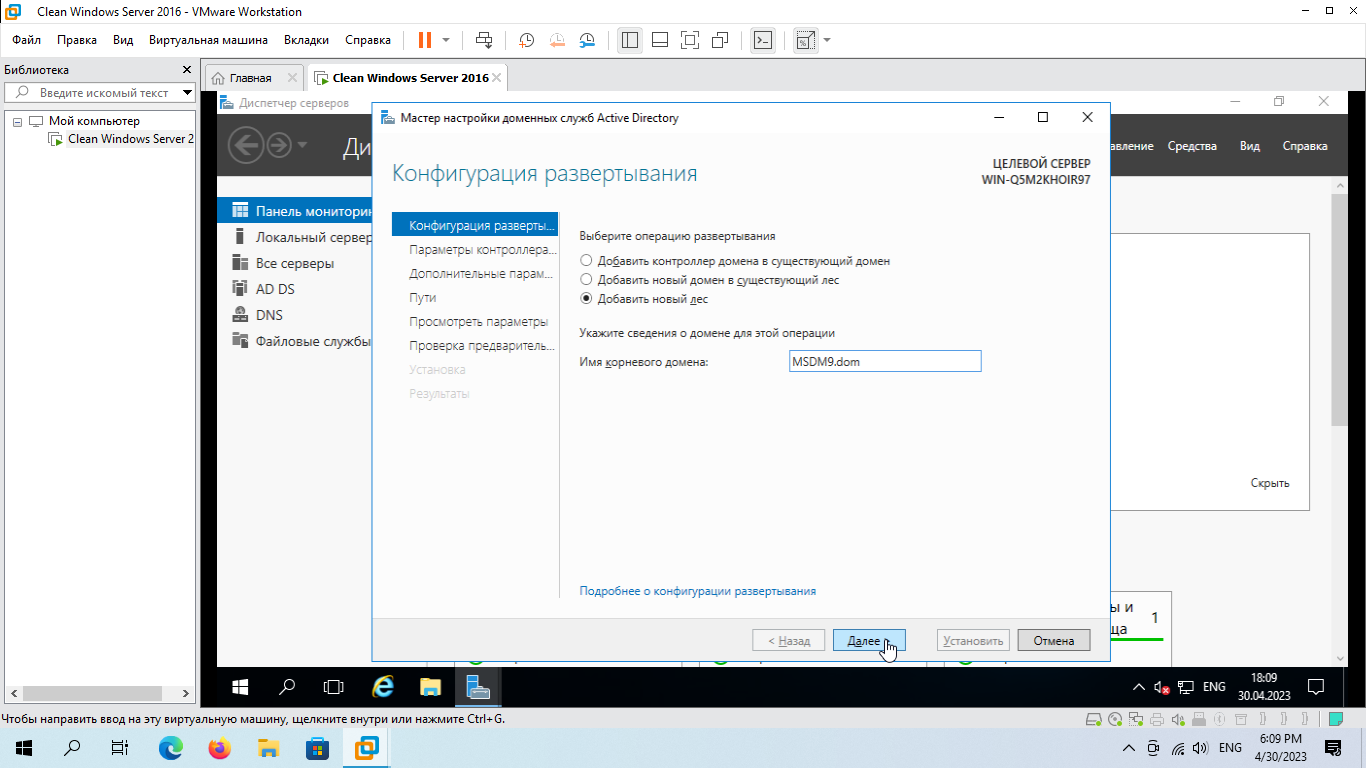 Clean Windows Server 2016 - VMware Workstation
Файл Правка Вид Виртуальная машина Вкладки Справка
Библиотека
Введите искомый текст
Мой компьютер
Clean Windows Server 2
Главная
Clean Windows Server 2016
Диспетчер серверов
Ди
авление Средства Вид Справка
Панель мониторин
Локальный сервер
Все серверы
AD DS
DNS
Файловые службы
Мастер настройки доменных служб Active Directory
Конфигурация развертывания
ЦЕЛЕВОЙ СЕРВЕР
WIN-Q5M2KHOIR97
Конфигурация разверты...
Параметры контроллера...
Дополнительные парам...
Пути
Просмотреть параметры
Проверка предваритель...
Установка
Результаты
Выберите операцию развертывания
Добавить контроллер домена в существующий домен
Добавить новый домен в существующий лес
Добавить новый лес
Укажите сведения о домене для этой операции
Имя корневого домена: MSDM9.dom
Подробнее о конфигурации развертывания
< Назад Далее Установить Отмена
Скрыть
ы и
ща
1
ENG
18:09
30.04.2023
Чтобы направить ввод на эту виртуальную машину, щелкните внутри или нажмите Ctrl+G.
ENG
6:09 PM
4/30/2023